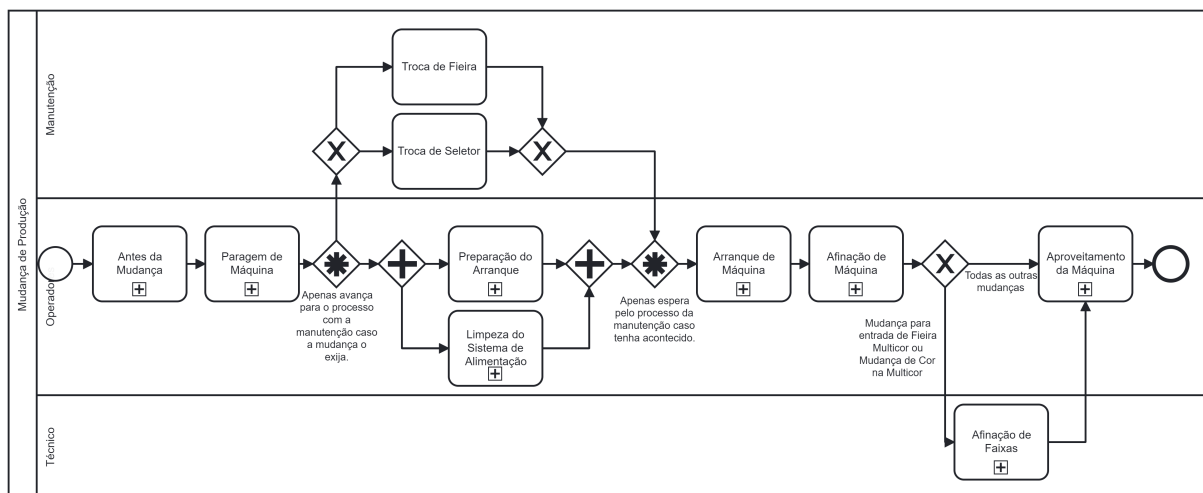 Mudança de Produção
Manutenção
Troca de Fieira
Troca de Seletor
Operador
Antes da
Mudança
Paragem de
Máquina
Apenas avança
para o processo
com a
manutenção caso
a mudança o
exija.
Preparação do
Arranque
Limpeza do
Sistema de
Alimentação
Apenas espera
pelo processo da
manutenção caso
tenha acontecido.
Arranque de
Máquina
Afinação de
Máquina
Todas as outras
mudanças
Mudança para
entrada de Fieira
Multicor ou
Mudança de Cor
na Multicor
Aproveitamento
da Máquina
Técnico
Afinação de
Faixas